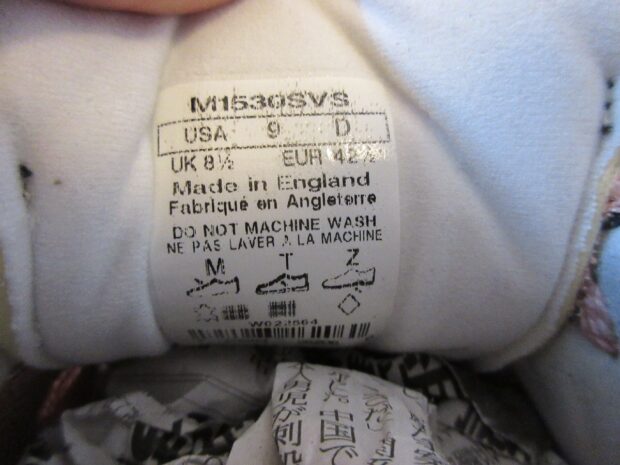 M1530SVS
USA 9 D
UK 8½ EUR 42½
Made in England
Fabriqué en Angleterre
DO NOT MACHINE WASH
NE PAS LAVER À LA MACHINE
M T Z
W022564